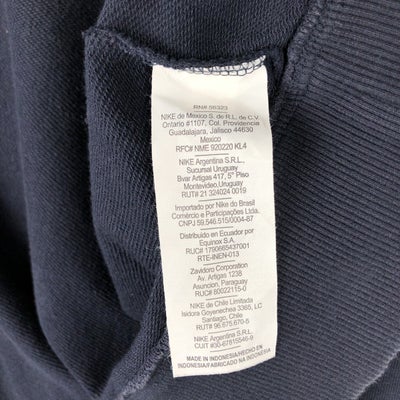 RN# 56323
NIKE de Mexico S. de R.L. de C.V.
Ontario #1107, Col. Providencia
Guadalajara, Jalisco 44630
Mexico
RFC# NME 920220 KL4
NIKE Argentina S.R.L.,
Sucursal Uruguay
Bvar Artigas 417, 5° Piso
Montevideo, Uruguay
RUT# 21 324024 0019
Importado por Nike do Brasil
Comércio e Participações Ltda.
CNPJ 59.546.515/0004-87
Distribuido en Ecuador por
Equinox S.A.
RUC# 1790665437001
RTE-INEN-013
Zavidoro Corporation
Av. Artigas 1238
Asuncion, Paraguay
RUC# 80022115-0
NIKE de Chile Limitada
Isidora Goyenechea 3365, LC
Santiago, Chile
RUT# 96.675.670-5
NIKE Argentina S.R.L.
CUIT #30-67815546-9
MADE IN INDONESIA/HECHO EN
INDONESIA/FABRICADO NA INDONESIA